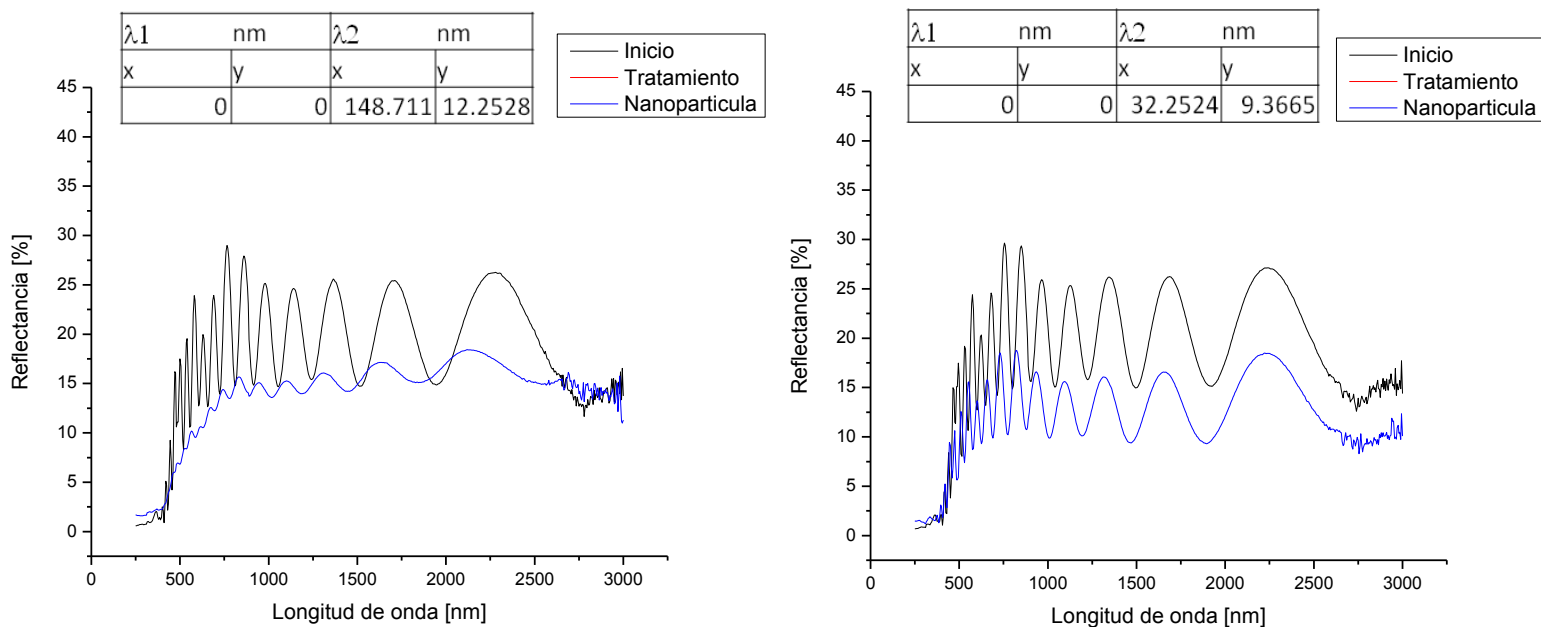 λ1 nm λ2 nm
x y x y
0 0 148.711 12.2528
Inicio
Tratamiento
Nanoparticula
45
40
35
30
25
20
15
10
5
0
Reflectancia [%]
0 500 1000 1500 2000 2500 3000
Longitud de onda [nm]
λ1 nm λ2 nm
x y x y
0 0 32.2524 9.3665
Inicio
Tratamiento
Nanoparticula
45
40
35
30
25
20
15
10
5
0
Reflectancia [%]
0 500 1000 1500 2000 2500 3000
Longitud de onda [nm]